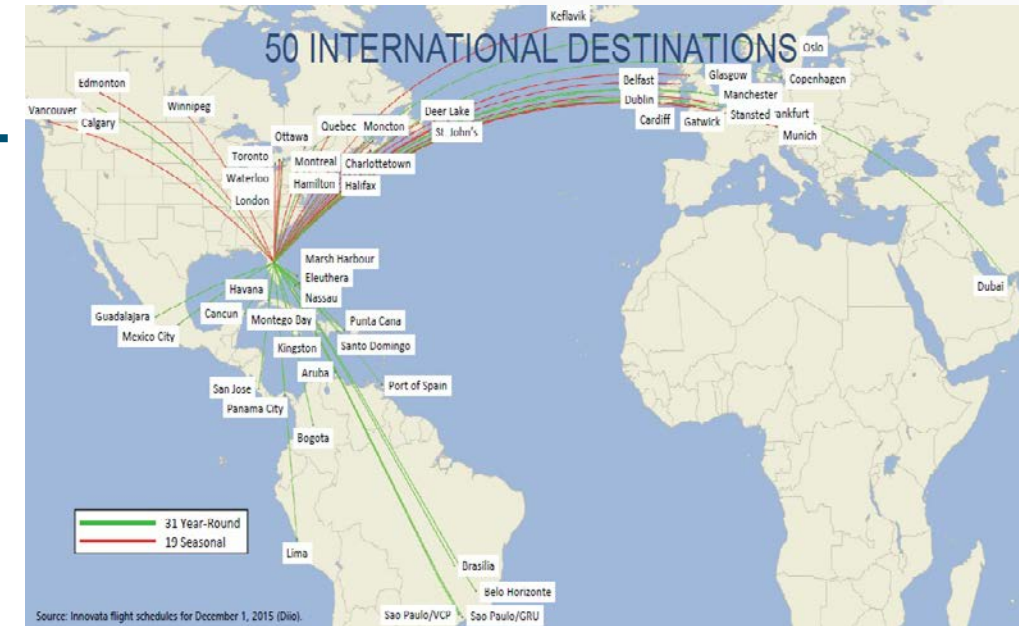 Keflavik
50 INTERNATIONAL DESTINATIONS
Oslo
Edmonton
Belfast
Glasgow
Copenhagen
Vancouver
Winnipeg
Manchester
Calgary
Deer Lake
Dublin
Quebec
Moncton
Cardiff
Gatwick
Stansted
ankfurt
Ottawa
St. John's
Munich
Toronto
Montreal
Charlottetown
Waterloo
Hamilton
Halifax
London
Marsh Harbour
Eleuthera
Havana
Nassau
Dubai
Guadalajara
Cancun
Montego Bay
Punta Cana
Mexico City
Kingston
Santo Domingo
Aruba
San Jose
Port of Spain
Panama City
Bogota
31 Year-Round
19 Seasonal
Lima
Brasilia
Belo Horizonte
Sao Paulo/VCP
Sao Paulo/GRU
Source: Innovata flight schedules for December 1, 2015 (Diio).